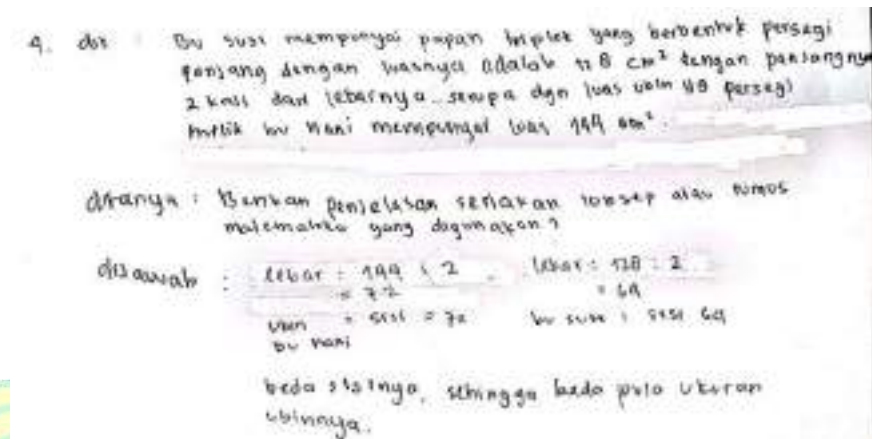 4. dik : Bu susi mempunyai papan triplek yang berbentuk persegi
panjang dengan luasnya adalah 128 cm² dengan panjangnya
2 kali dari lebarnya. serupa dgn luas ubin yg persegi
milik bu Nani mempunyai luas 144 cm².
ditanya : Berikan penjelasan sertakan konsep atau rumus
matematika yang digunakan?
dijawab : lebar : 144 : 2 lebar : 128 : 2
= 72 = 64
ubin = sisi = 72 bu susi : sisi 64
bu nani
beda sisinya, sehingga beda pula ukuran
ubinnya.